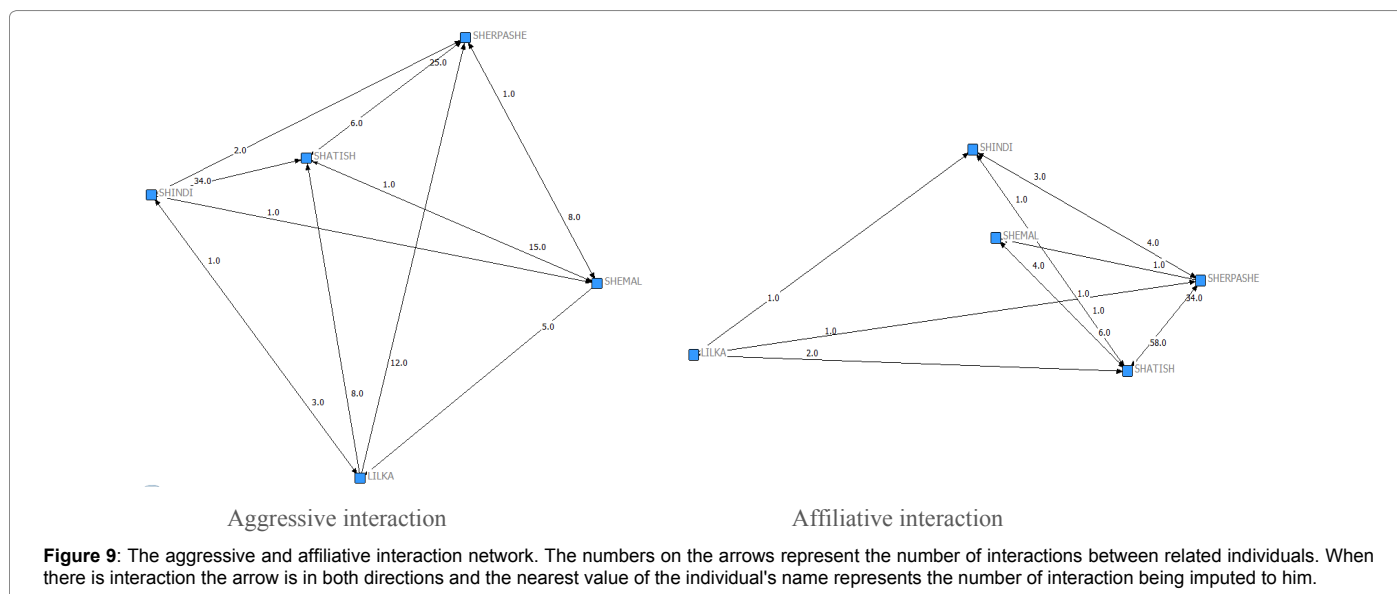 SHERPASHE
25.0
1.0
6.0
2.0
SHATISH
34.0
1.0
SHINDI
1.0
15.0
8.0
1.0
SHEMAL
5.0
12.0
8.0
3.0
LILKA
SHINDI
3.0
1.0
SHEMAL
4.0
4.0
1.0
SHERPASHE
1.0
1.0
34.0
1.0
1.0
6.0
58.0
LILKA
2.0
SHATISH
Aggressive interaction
Affiliative interaction
Figure 9: The aggressive and affiliative interaction network. The numbers on the arrows represent the number of interactions between related individuals. When
there is interaction the arrow is in both directions and the nearest value of the individual's name represents the number of interaction being imputed to him.